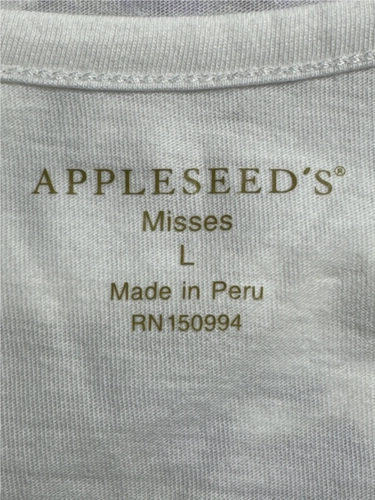 APPLESEED'S®
Misses
L
Made in Peru
RN150994